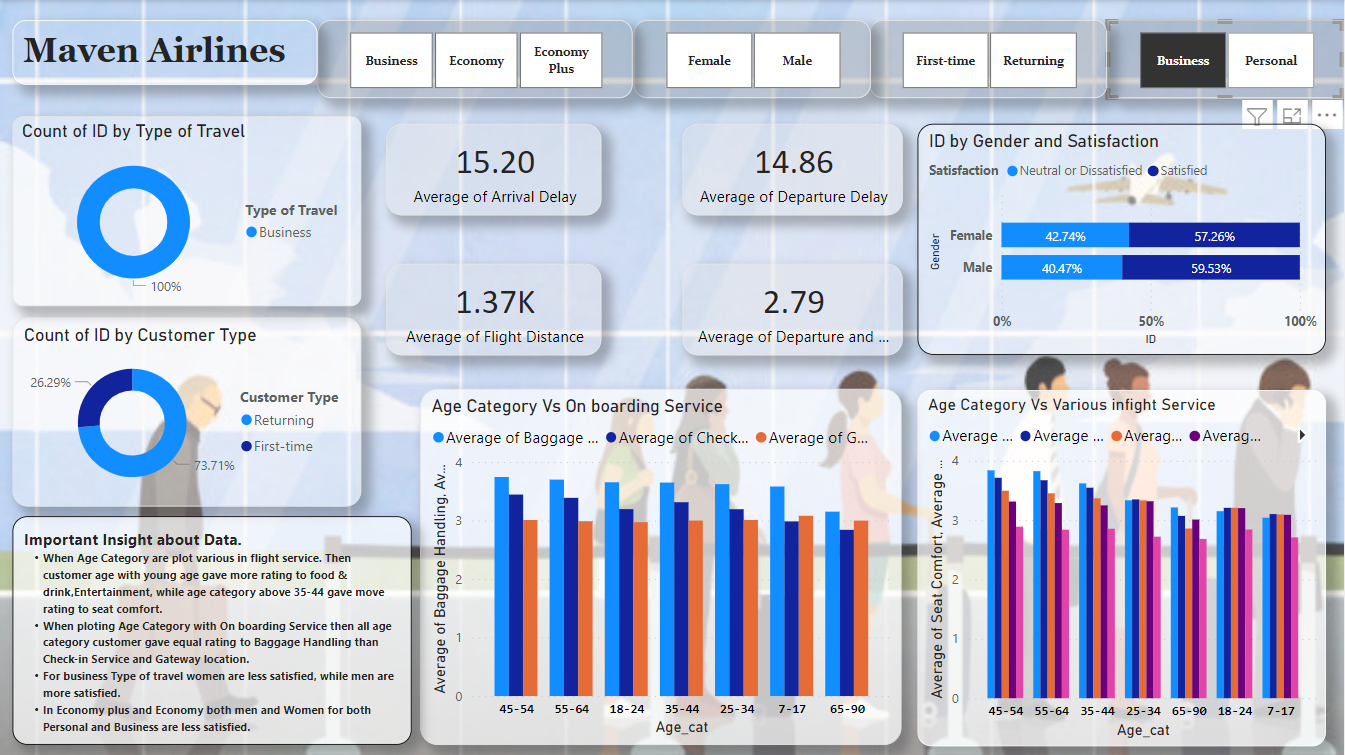 Maven Airlines
Business
Economy
Economy
Plus
Female
Male
First-time
Returning
Business
Personal
Count of ID by Type of Travel
Type of Travel
Business
100%
15.20
Average of Arrival Delay
14.86
Average of Departure Delay
1.37K
Average of Flight Distance
2.79
Average of Departure and ...
ID by Gender and Satisfaction
Satisfaction Neutral or Dissatisfied Satisfied
Gender
Female 42.74% 57.26%
Male 40.47% 59.53%
0% 50% 100%
ID
Count of ID by Customer Type
26.29%
Customer Type
Returning
First-time
73.71%
Important Insight about Data.
• When Age Category are plot various in flight service. Then
customer age with young age gave more rating to food &
drink,Entertainment, while age category above 35-44 gave move
rating to seat comfort.
• When ploting Age Category with On boarding Service then all age
category customer gave equal rating to Baggage Handling than
Check-in Service and Gateway location.
• For business Type of travel women are less satisfied, while men are
more satisfied.
• In Economy plus and Economy both men and Women for both
Personal and Business are less satisfied.
Age Category Vs On boarding Service
Average of Baggage ... Average of Check... Average of G...
Average of Baggage Handling, Av...
4
3
2
1
0
45-54 55-64 18-24 35-44 25-34 7-17 65-90
Age_cat
Age Category Vs Various infight Service
Average ... Average ... Averag... Averag...
Average of Seat Comfort, Average ...
4
3
2
1
0
45-54 55-64 35-44 25-34 65-90 18-24 7-17
Age_cat